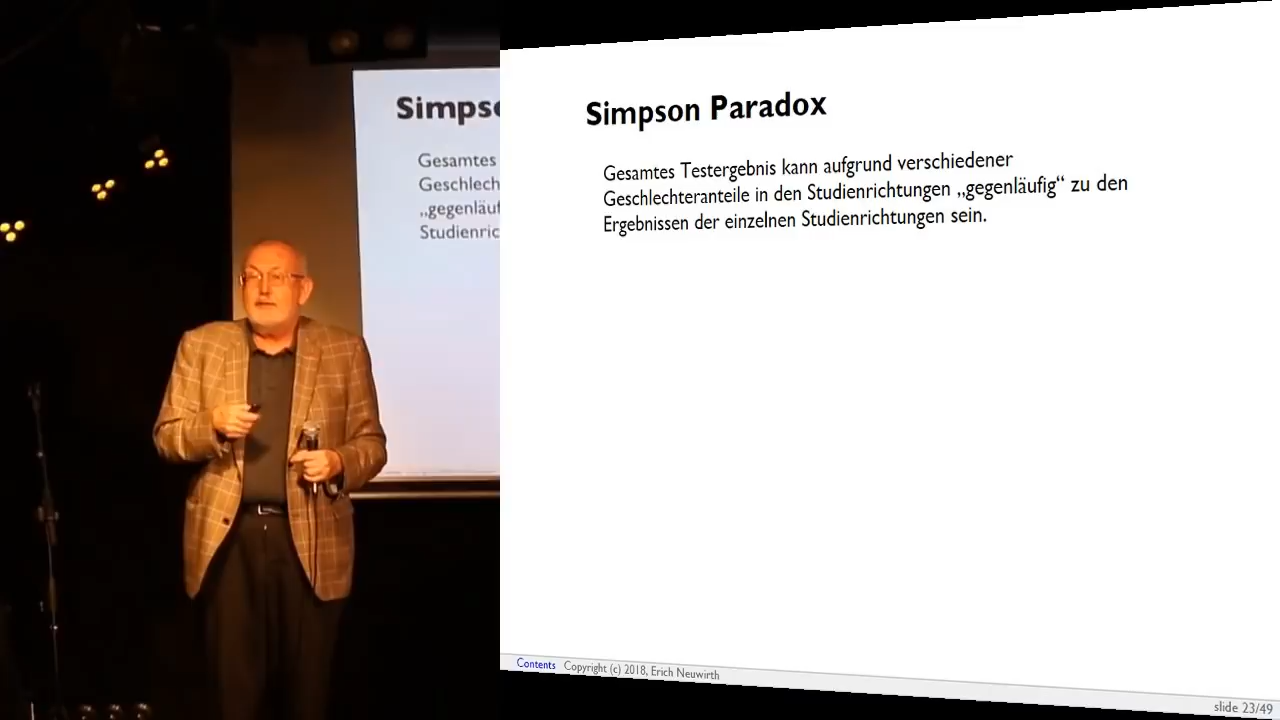 Simpso
Gesamtes
Geschlech
„gegenläuf
Studienric
Simpson Paradox
Gesamtes Testergebnis kann aufgrund verschiedener
Geschlechteranteile in den Studienrichtungen „gegenläufig“ zu den
Ergebnissen der einzelnen Studienrichtungen sein.
Contents Copyright (c) 2018, Erich Neuwirth
slide 23/49